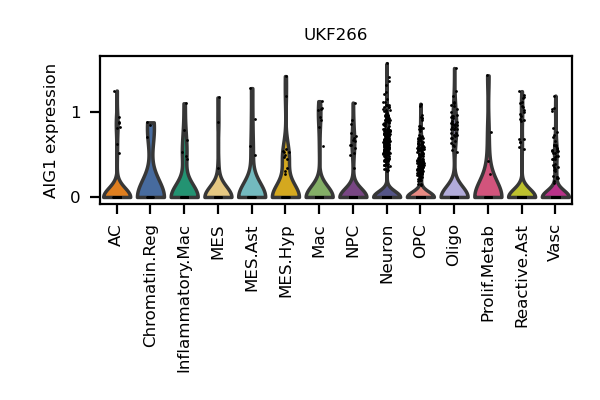 UKF266
AIG1 expression
1
0
AC
Chromatin.Reg
Inflammatory.Mac
MES
MES.Ast
MES.Hyp
Mac
NPC
Neuron
OPC
Oligo
Prolif.Metab
Reactive.Ast
Vasc